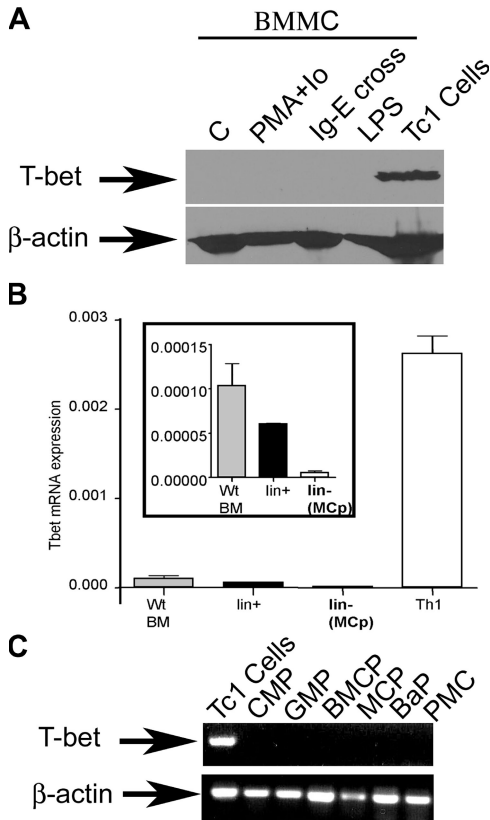 A
BMMC
C PMA+Io Ig-E cross LPS Tc1 Cells
T-bet
β-actin
B
Tbet mRNA expression
0.003
0.002
0.001
0.000
0.00015
0.00010
0.00005
0.00000
Wt BM lin+ lin- (MCp)
Wt BM lin+ lin- (MCp) Th1
C
Tc1 Cells CMP GMP BMCP MCP BaP PMC
T-bet
β-actin